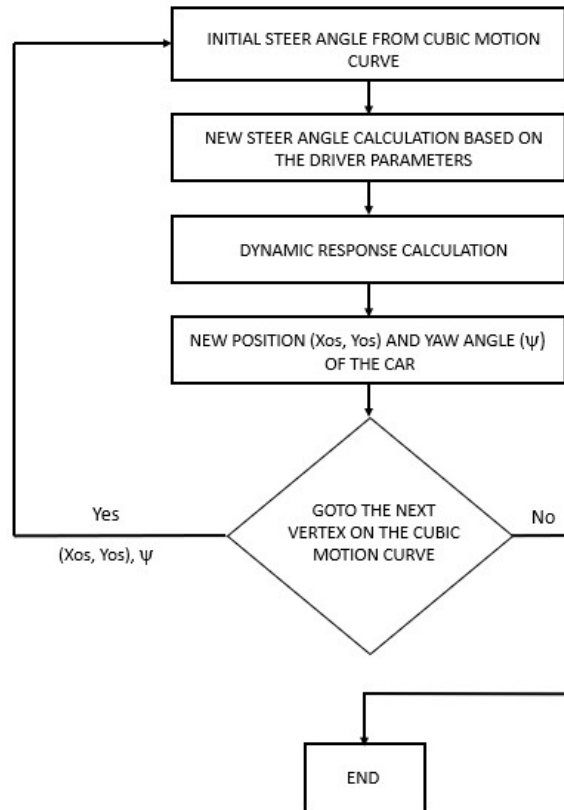 INITIAL STEER ANGLE FROM CUBIC MOTION
CURVE
NEW STEER ANGLE CALCULATION BASED ON
THE DRIVER PARAMETERS
DYNAMIC RESPONSE CALCULATION
NEW POSITION (Xos, Yos) AND YAW ANGLE (ψ)
OF THE CAR
GOTO THE NEXT
VERTEX ON THE CUBIC
MOTION CURVE
Yes
(Xos, Yos), ψ
No
END